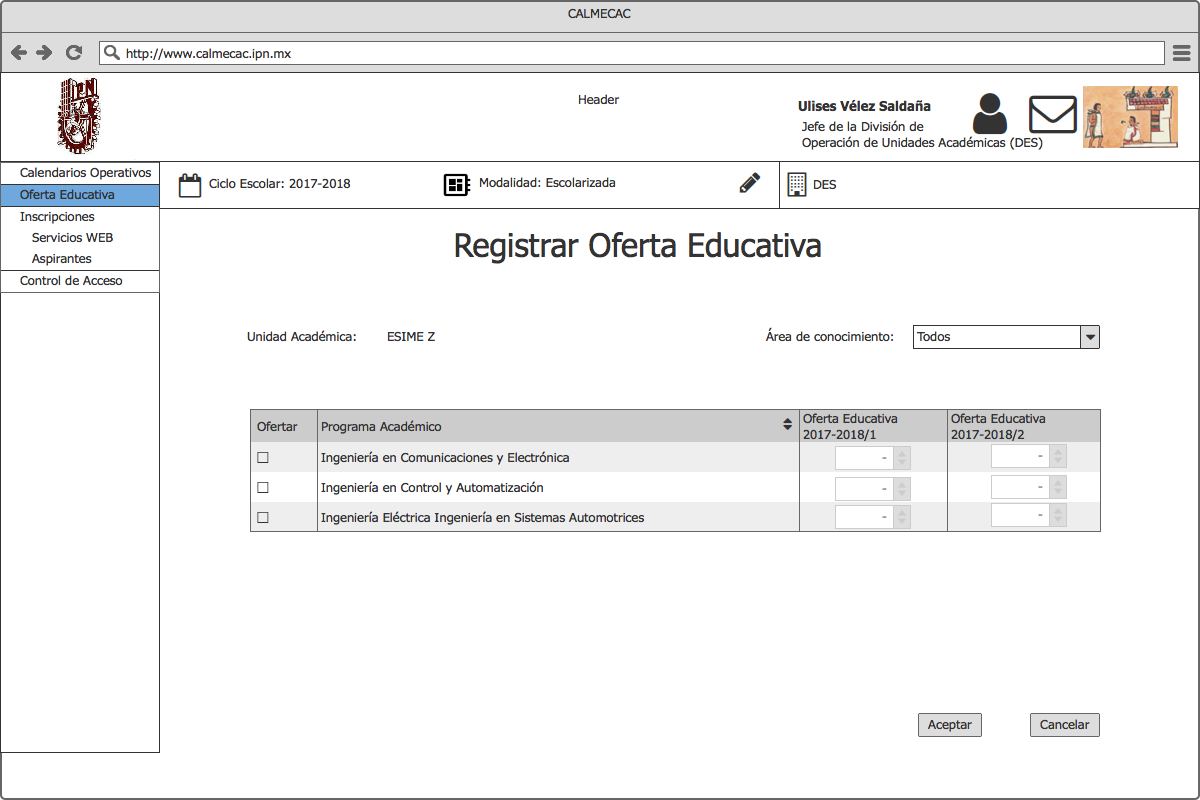 CALMECAC
http://www.calmecac.ipn.mx
Header
Ulises Vélez Saldaña
Jefe de la División de
Operación de Unidades Académicas (DES)
Calendarios Operativos
Oferta Educativa
Inscripciones
Servicios WEB
Aspirantes
Control de Acceso
Ciclo Escolar: 2017-2018
Modalidad: Escolarizada
DES
Registrar Oferta Educativa
Unidad Académica: ESIME Z
Área de conocimiento: Todos
Ofertar
Programa Académico
Oferta Educativa
2017-2018/1
Oferta Educativa
2017-2018/2
Ingeniería en Comunicaciones y Electrónica - -
Ingeniería en Control y Automatización - -
Ingeniería Eléctrica Ingeniería en Sistemas Automotrices - -
Aceptar
Cancelar